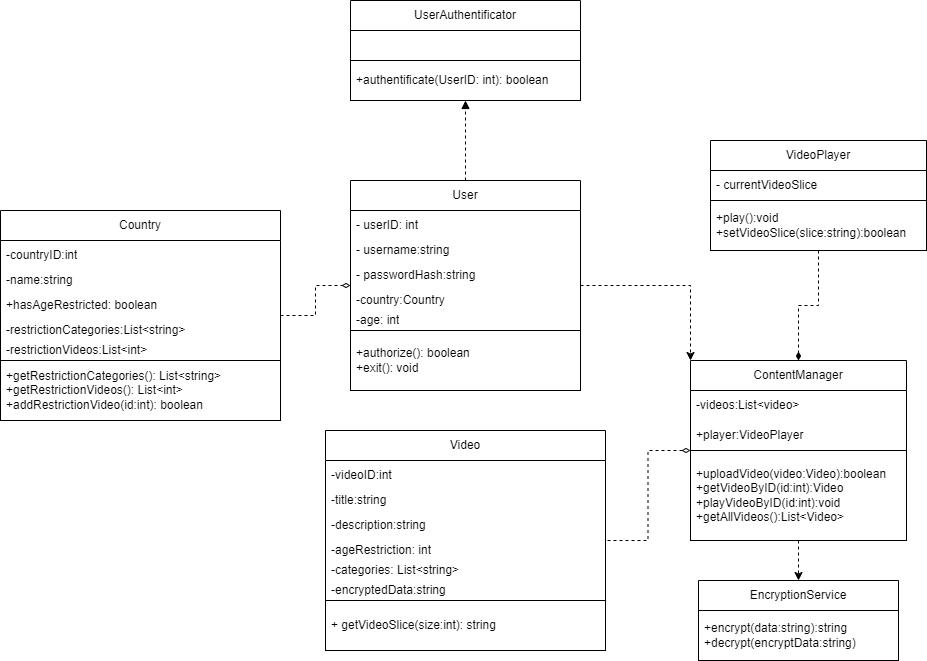 UserAuthentificator
+authentificate(UserID: int): boolean
VideoPlayer
- currentVideoSlice
+play():void
+setVideoSlice(slice:string):boolean
User
- userID: int
- username:string
- passwordHash:string
-country:Country
-age: int
+authorize(): boolean
+exit(): void
Country
-countryID:int
-name:string
+hasAgeRestricted: boolean
-restrictionCategories:List<string>
-restrictionVideos:List<int>
+getRestrictionCategories(): List<string>
+getRestrictionVideos(): List<int>
+addRestrictionVideo(id:int): boolean
ContentManager
-videos:List<video>
+player:VideoPlayer
+uploadVideo(video:Video):boolean
+getVideoByID(id:int):Video
+playVideoByID(id:int):void
+getAllVideos():List<Video>
Video
-videoID:int
-title:string
-description:string
-ageRestriction: int
-categories: List<string>
-encryptedData:string
+ getVideoSlice(size:int): string
EncryptionService
+encrypt(data:string):string
+decrypt(encryptData:string)